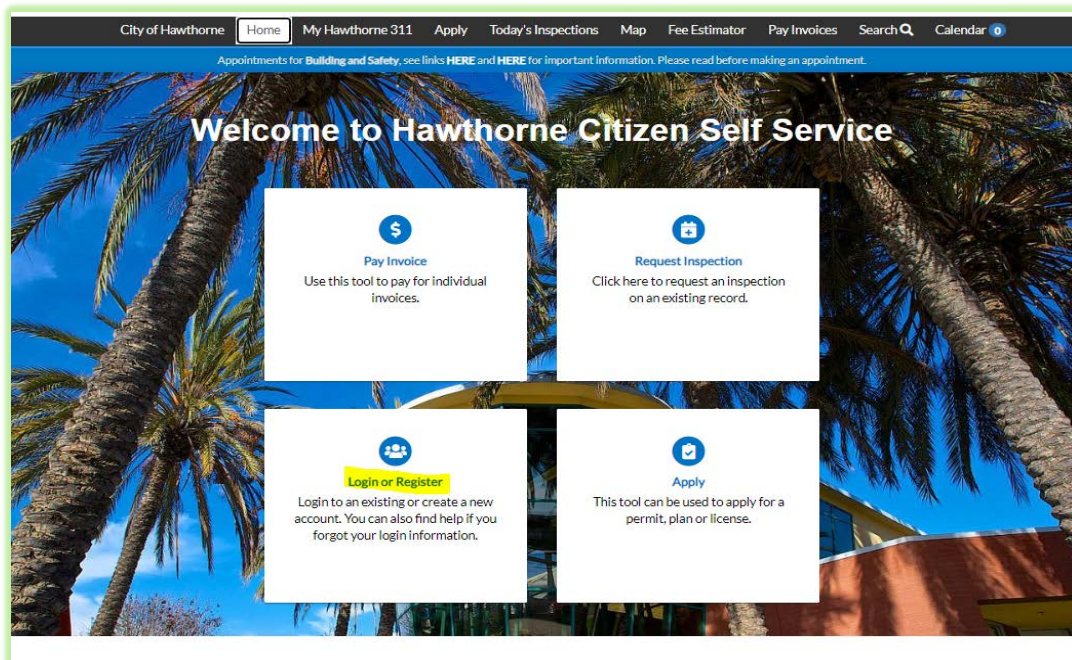 City of Hawthorne Home My Hawthorne 311 Apply Today's Inspections Map Fee Estimator Pay Invoices Search Calendar 0
Appointments for Building and Safety, see links HERE and HERE for important information. Please read before making an appointment.
Welcome to Hawthorne Citizen Self Service
$
Pay Invoice
Use this tool to pay for individual
invoices.
Request Inspection
Click here to request an inspection
on an existing record.
Login or Register
Login to an existing or create a new
account. You can also find help if you
forgot your login information.
Apply
This tool can be used to apply for a
permit, plan or license.